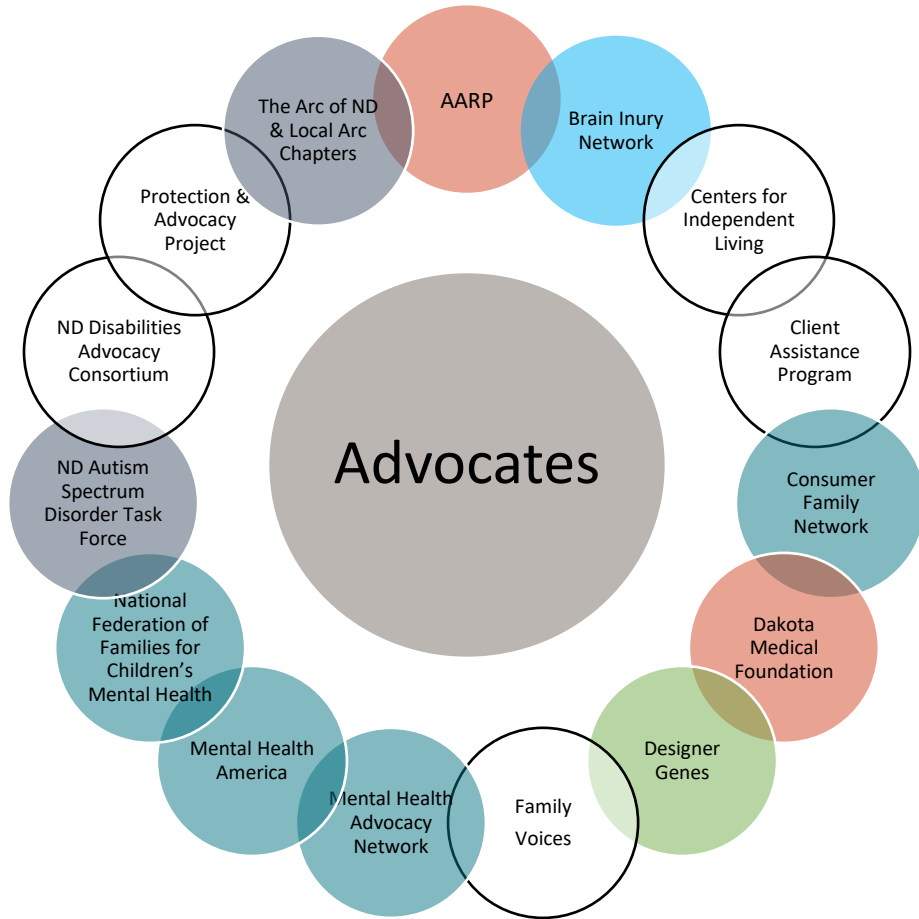 AARP
Brain Inury
Network
Centers for
Independent
Living
Client
Assistance
Program
Consumer
Family
Network
Dakota
Medical
Foundation
Designer
Genes
Family
Voices
Mental Health
Advocacy
Network
Mental Health
America
National
Federation of
Families for
Children’s
Mental Health
ND Autism
Spectrum
Disorder Task
Force
ND Disabilities
Advocacy
Consortium
Protection &
Advocacy
Project
The Arc of ND
& Local Arc
Chapters
Advocates